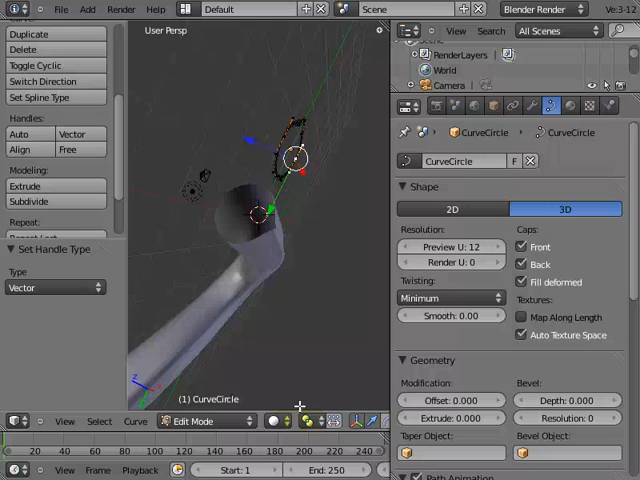 File Add Render Help Default Scene Blender Render Ve:3-12
Duplicate
Delete
Toggle Cyclic
Switch Direction
Set Spline Type
Handles:
Auto Vector
Align Free
Modeling:
Extrude
Subdivide
Repeat:
Set Handle Type
Type
Vector
User Persp
(1) CurveCircle
View Select Curve Edit Mode
0 20 40 60 80 100 120 140 160 180 200 220 240
View Frame Playback Start: 1 End: 250
View Search All Scenes
RenderLayers
World
Camera
CurveCircle CurveCircle
CurveCircle F
Shape
2D 3D
Resolution: Caps:
Preview U: 12 Front
Render U: 0 Back
Twisting: Fill deformed
Minimum Textures:
Smooth: 0.00 Map Along Length
Auto Texture Space
Geometry
Modification: Bevel:
Offset: 0.000 Depth: 0.000
Extrude: 0.000 Resolution: 0
Taper Object: Bevel Object:
Path Animation